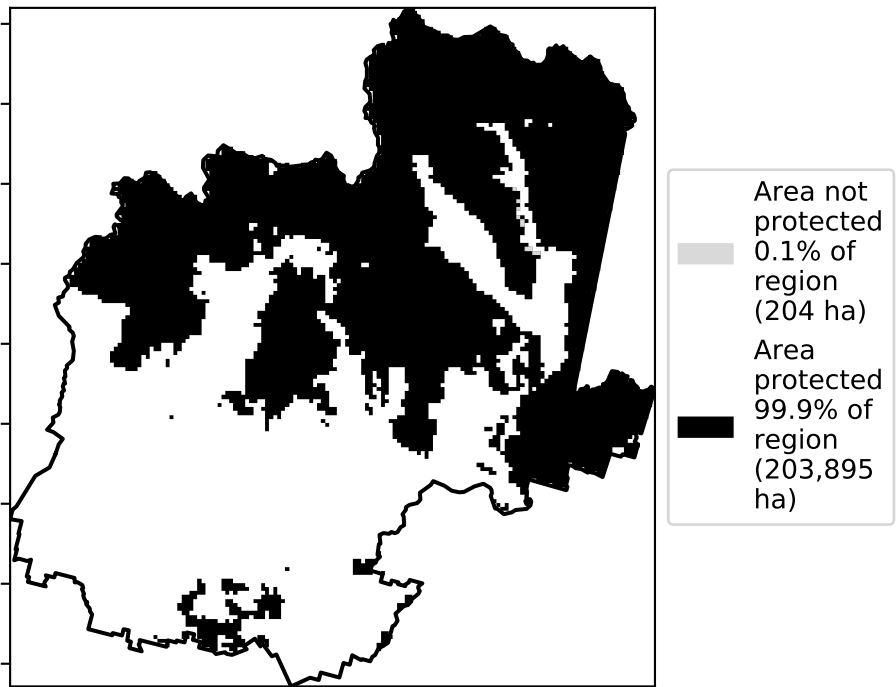 Area not
protected
0.1% of
region
(204 ha)
Area
protected
99.9% of
region
(203,895
ha)